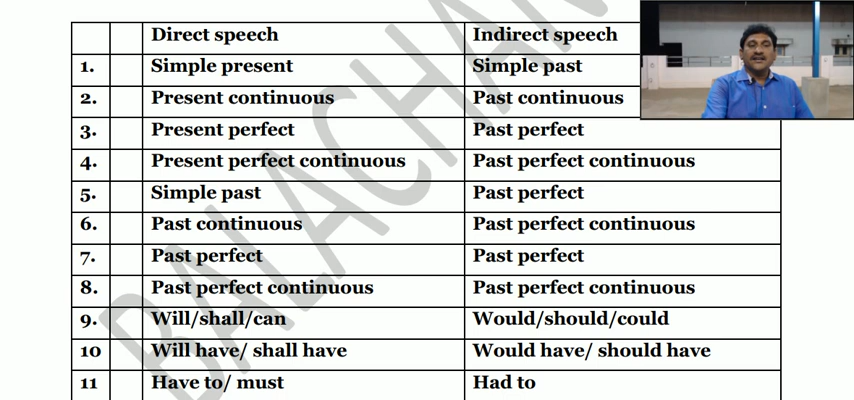 Direct speech Indirect speech
1. Simple present Simple past
2. Present continuous Past continuous
3. Present perfect Past perfect
4. Present perfect continuous Past perfect continuous
5. Simple past Past perfect
6. Past continuous Past perfect continuous
7. Past perfect Past perfect
8. Past perfect continuous Past perfect continuous
9. Will/shall/can Would/should/could
10 Will have/ shall have Would have/ should have
11 Have to/ must Had to
BALACHAN